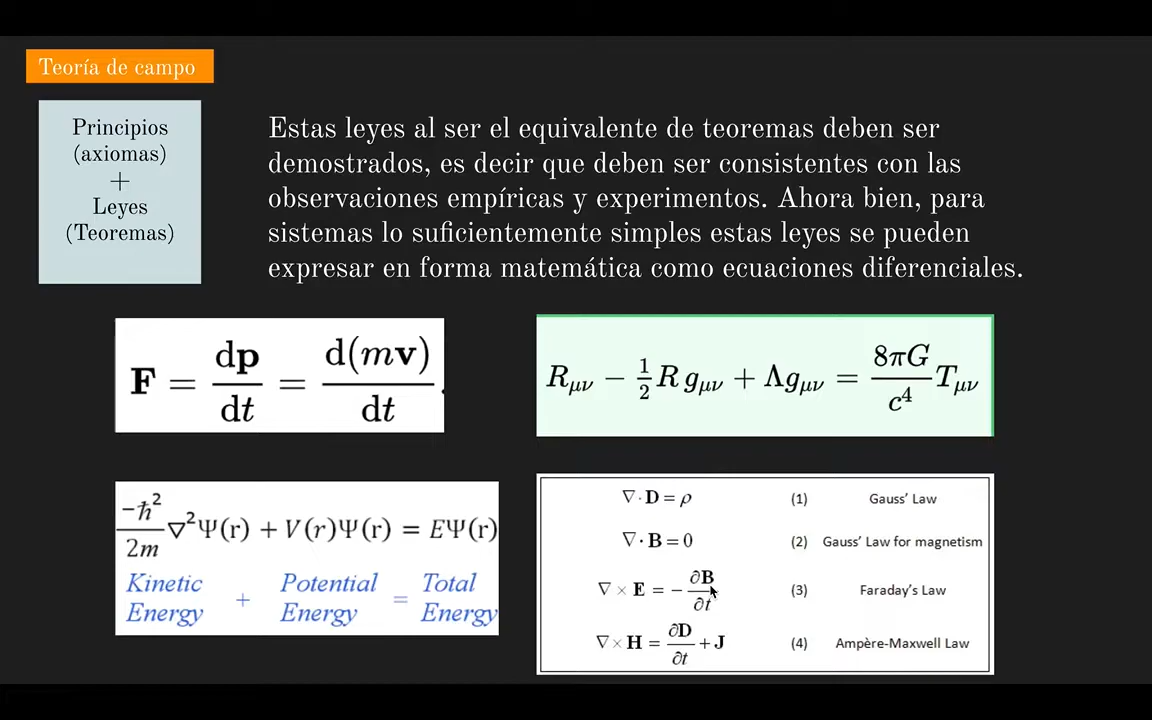 Teoría de campo
Principios
(axiomas)
+
Leyes
(Teoremas)
Estas leyes al ser el equivalente de teoremas deben ser
demostrados, es decir que deben ser consistentes con las
observaciones empíricas y experimentos. Ahora bien, para
sistemas lo suficientemente simples estas leyes se pueden
expresar en forma matemática como ecuaciones diferenciales.
F = dp/dt = d(mv)/dt.
Rμν − 1/2 R gμν + Λgμν = 8πG/c⁴ Tμν
−ħ²/2m ∇²Ψ(r) + V(r)Ψ(r) = EΨ(r)
Kinetic Energy + Potential Energy = Total Energy
∇·D = ρ (1) Gauss' Law
∇·B = 0 (2) Gauss' Law for magnetism
∇×E = −∂B/∂t (3) Faraday's Law
∇×H = ∂D/∂t + J (4) Ampère-Maxwell Law